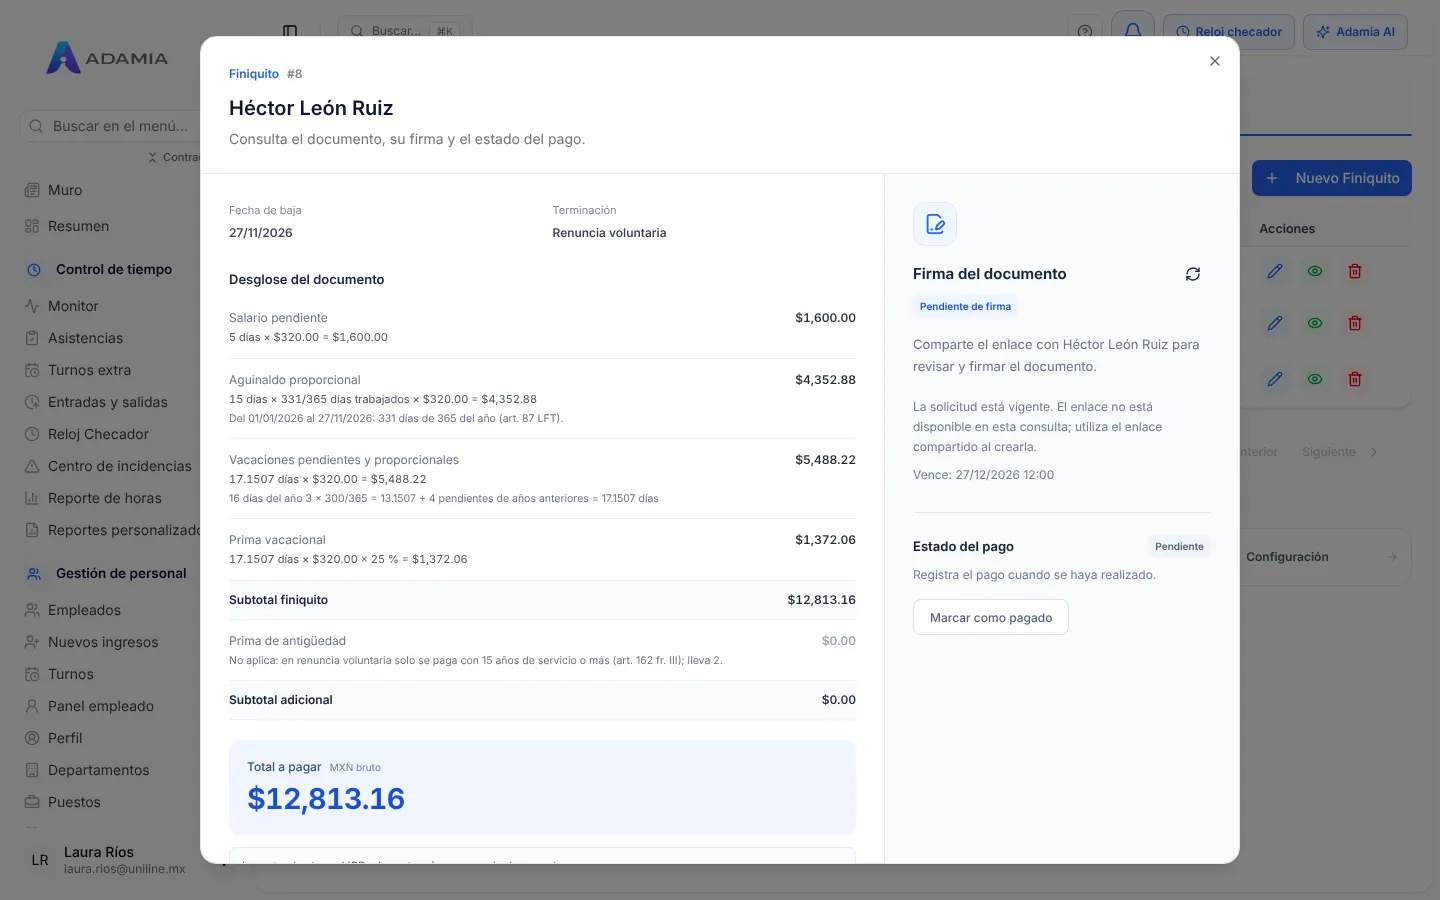 ADAMIA
Buscar en el menú...
Buscar...
⌘K
Reloj checador
Adamia AI
Muro
Resumen
Control de tiempo
Monitor
Asistencias
Turnos extra
Entradas y salidas
Reloj Checador
Centro de incidencias
Reporte de horas
Reportes personalizado
Gestión de personal
Empleados
Nuevos ingresos
Turnos
Panel empleado
Perfil
Departamentos
Puestos
LR
Laura Ríos
laura.rios@uniline.mx
Finiquito #8
Héctor León Ruiz
Consulta el documento, su firma y el estado del pago.
Fecha de baja
27/11/2026
Terminación
Renuncia voluntaria
Desglose del documento
Salario pendiente $1,600.00
5 días × $320.00 = $1,600.00
Aguinaldo proporcional $4,352.88
15 días × 331/365 días trabajados × $320.00 = $4,352.88
Del 01/01/2026 al 27/11/2026: 331 días de 365 del año (art. 87 LFT).
Vacaciones pendientes y proporcionales $5,488.22
17.1507 días × $320.00 = $5,488.22
16 días del año 3 × 300/365 = 13.1507 + 4 pendientes de años anteriores = 17.1507 días
Prima vacacional $1,372.06
17.1507 días × $320.00 × 25 % = $1,372.06
Subtotal finiquito $12,813.16
Prima de antigüedad $0.00
No aplica: en renuncia voluntaria solo se paga con 15 años de servicio o más (art. 162 fr. III); lleva 2.
Subtotal adicional $0.00
Total a pagar MXN bruto
$12,813.16
Firma del documento
Pendiente de firma
Comparte el enlace con Héctor León Ruiz para
revisar y firmar el documento.
La solicitud está vigente. El enlace no está
disponible en esta consulta; utiliza el enlace
compartido al crearla.
Vence: 27/12/2026 12:00
Estado del pago
Pendiente
Registra el pago cuando se haya realizado.
Marcar como pagado
+ Nuevo Finiquito
Acciones
Siguiente
Configuración